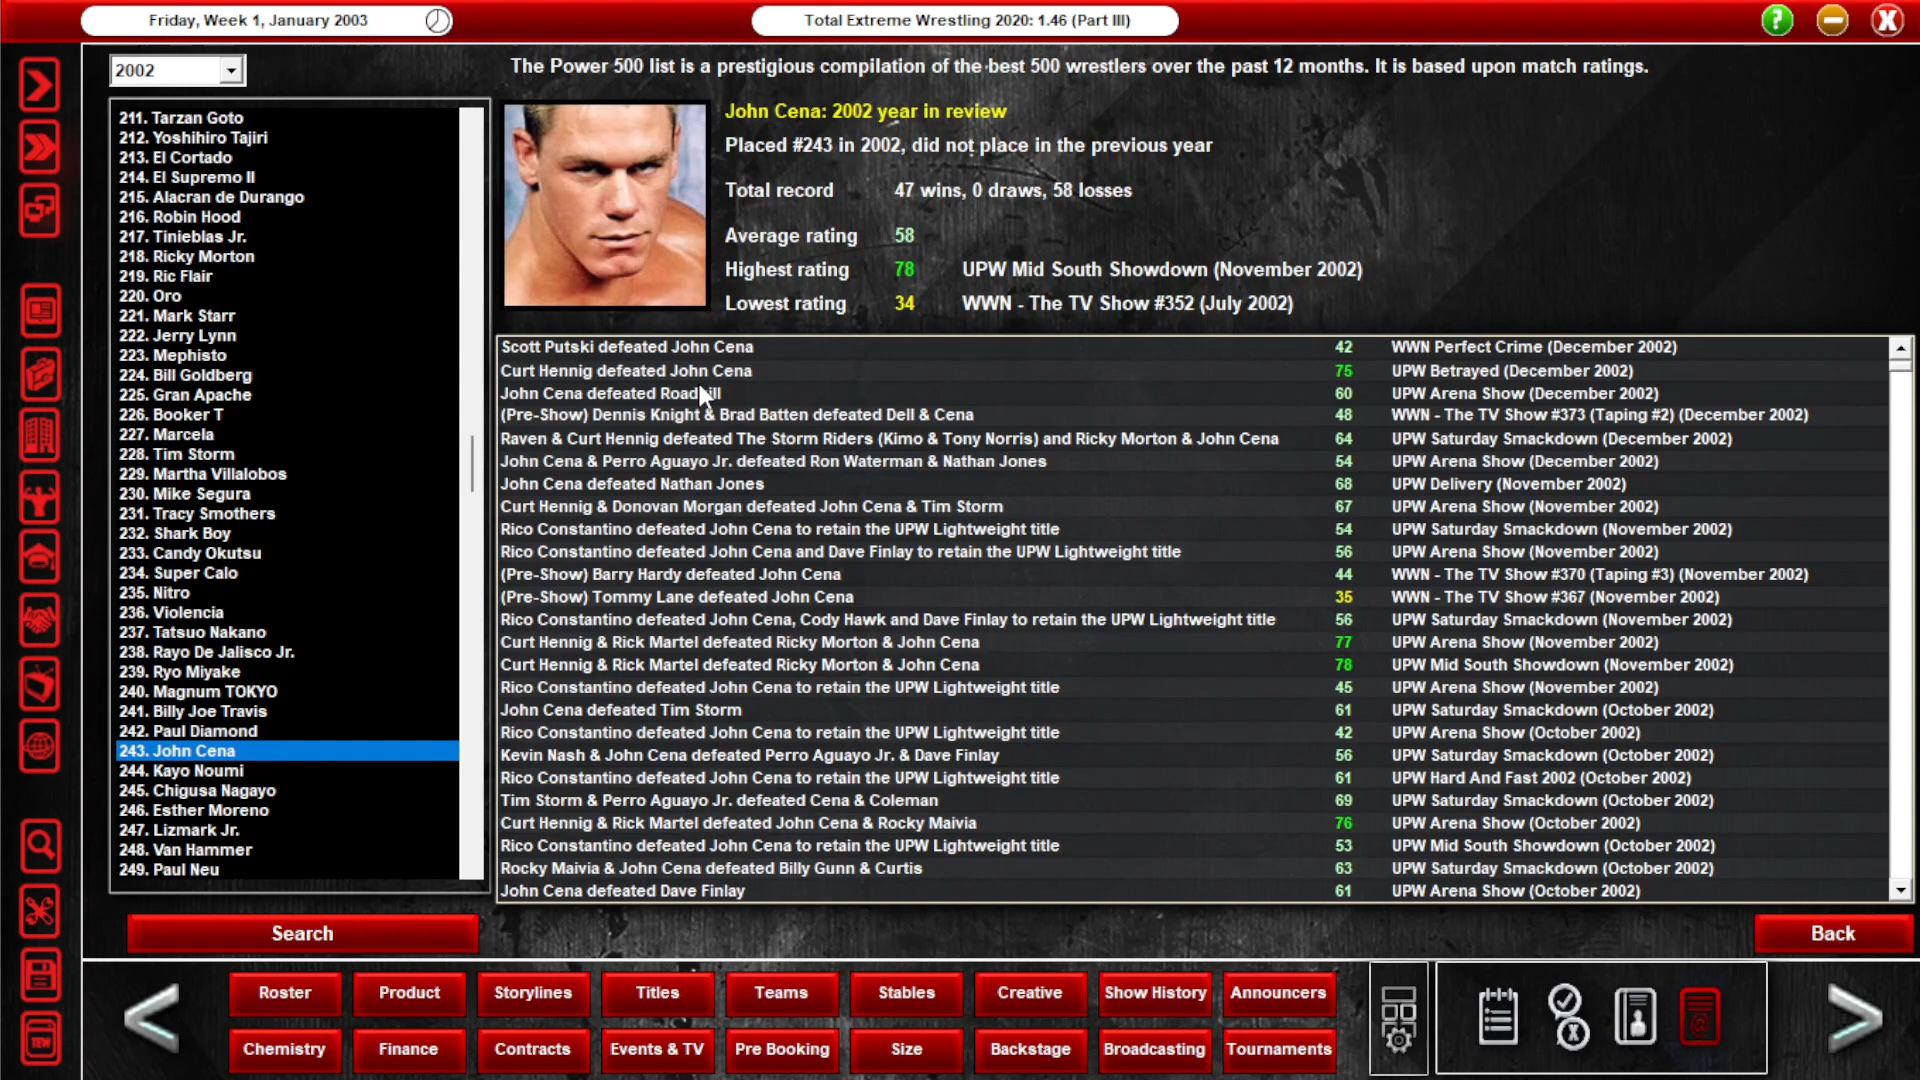 Friday, Week 1, January 2003
Total Extreme Wrestling 2020: 1.46 (Part III)
?
X
2002
The Power 500 list is a prestigious compilation of the best 500 wrestlers over the past 12 months. It is based upon match ratings.
211. Tarzan Goto
212. Yoshihiro Tajiri
213. El Cortado
214. El Supremo II
215. Alacran de Durango
216. Robin Hood
217. Tinieblas Jr.
218. Ricky Morton
219. Ric Flair
220. Oro
221. Mark Starr
222. Jerry Lynn
223. Mephisto
224. Bill Goldberg
225. Gran Apache
226. Booker T
227. Marcela
228. Tim Storm
229. Martha Villalobos
230. Mike Segura
231. Tracy Smothers
232. Shark Boy
233. Candy Okutsu
234. Super Calo
235. Nitro
236. Violencia
237. Tatsuo Nakano
238. Rayo De Jalisco Jr.
239. Ryo Miyake
240. Magnum TOKYO
241. Billy Joe Travis
242. Paul Diamond
243. John Cena
244. Kayo Noumi
245. Chigusa Nagayo
246. Esther Moreno
247. Lizmark Jr.
248. Van Hammer
249. Paul Neu
Search
John Cena: 2002 year in review
Placed #243 in 2002, did not place in the previous year
Total record 47 wins, 0 draws, 58 losses
Average rating 58
Highest rating 78 UPW Mid South Showdown (November 2002)
Lowest rating 34 WWN - The TV Show #352 (July 2002)
Scott Putski defeated John Cena 42 WWN Perfect Crime (December 2002)
Curt Hennig defeated John Cena 75 UPW Betrayed (December 2002)
John Cena defeated Road 60 UPW Arena Show (December 2002)
(Pre-Show) Dennis Knight & Brad Batten defeated Dell & Cena 48 WWN - The TV Show #373 (Taping #2) (December 2002)
Raven & Curt Hennig defeated The Storm Riders (Kimo & Tony Norris) and Ricky Morton & John Cena 64 UPW Saturday Smackdown (December 2002)
John Cena & Perro Aguayo Jr. defeated Ron Waterman & Nathan Jones 54 UPW Arena Show (December 2002)
John Cena defeated Nathan Jones 68 UPW Delivery (November 2002)
Curt Hennig & Donovan Morgan defeated John Cena & Tim Storm 67 UPW Arena Show (November 2002)
Rico Constantino defeated John Cena to retain the UPW Lightweight title 54 UPW Saturday Smackdown (November 2002)
Rico Constantino defeated John Cena and Dave Finlay to retain the UPW Lightweight title 56 UPW Arena Show (November 2002)
(Pre-Show) Barry Hardy defeated John Cena 44 WWN - The TV Show #370 (Taping #3) (November 2002)
(Pre-Show) Tommy Lane defeated John Cena 35 WWN - The TV Show #367 (November 2002)
Rico Constantino defeated John Cena, Cody Hawk and Dave Finlay to retain the UPW Lightweight title 56 UPW Saturday Smackdown (November 2002)
Curt Hennig & Rick Martel defeated Ricky Morton & John Cena 77 UPW Arena Show (November 2002)
Curt Hennig & Rick Martel defeated Ricky Morton & John Cena 78 UPW Mid South Showdown (November 2002)
Rico Constantino defeated John Cena to retain the UPW Lightweight title 45 UPW Arena Show (November 2002)
John Cena defeated Tim Storm 61 UPW Saturday Smackdown (October 2002)
Rico Constantino defeated John Cena to retain the UPW Lightweight title 42 UPW Arena Show (October 2002)
Kevin Nash & John Cena defeated Perro Aguayo Jr. & Dave Finlay 56 UPW Saturday Smackdown (October 2002)
Rico Constantino defeated John Cena to retain the UPW Lightweight title 61 UPW Hard And Fast 2002 (October 2002)
Tim Storm & Perro Aguayo Jr. defeated Cena & Coleman 69 UPW Saturday Smackdown (October 2002)
Curt Hennig & Rick Martel defeated John Cena & Rocky Maivia 76 UPW Arena Show (October 2002)
Rico Constantino defeated John Cena to retain the UPW Lightweight title 53 UPW Mid South Showdown (October 2002)
Rocky Maivia & John Cena defeated Billy Gunn & Curtis 63 UPW Saturday Smackdown (October 2002)
John Cena defeated Dave Finlay 61 UPW Arena Show (October 2002)
Back
Roster Product Storylines Titles Teams Stables Creative Show History Announcers
Chemistry Finance Contracts Events & TV Pre Booking Size Backstage Broadcasting Tournaments
TEW